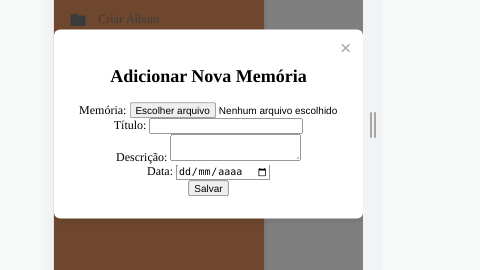 Criar Álbum
×
Adicionar Nova Memória
Memória: Escolher arquivo Nenhum arquivo escolhido
Título:
Descrição:
Data: dd/mm/aaaa
Salvar